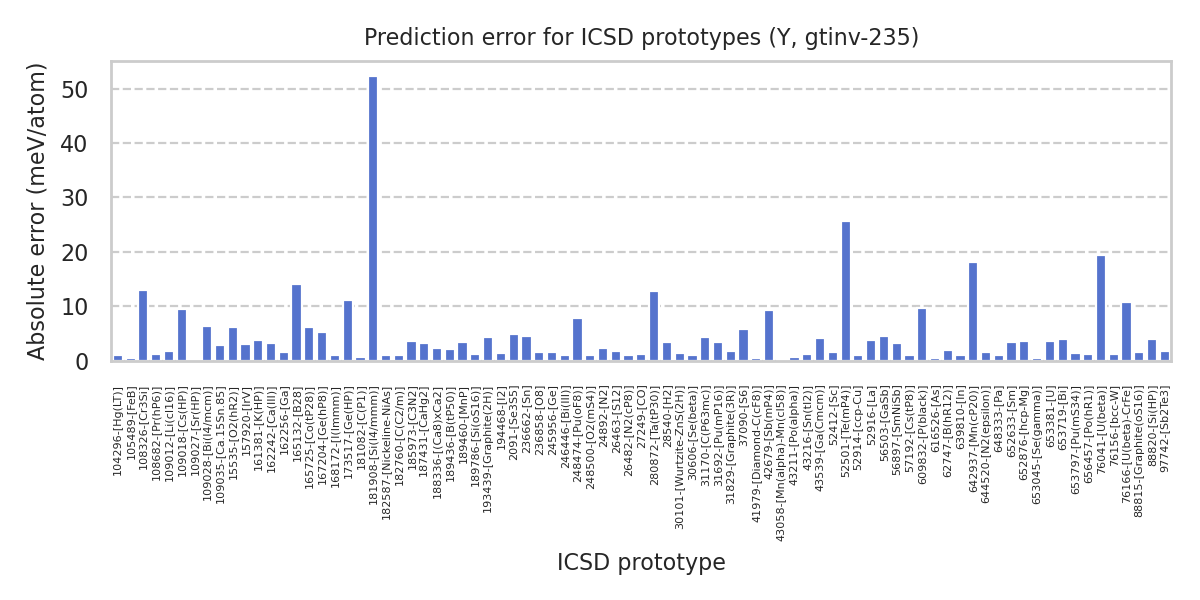 Prediction error for ICSD prototypes (Y, gtinv-235)
Absolute error (meV/atom)
50
40
30
20
10
0
104296-[Hg(LT)]
105489-[FeB]
108326-[Cr3Si]
108682-[Pr(hP6)]
109012-[Li(cI16)]
109018-[Cs(HP)]
109027-[Sr(HP)]
109028-[Bi(I4/mcm)]
109035-[Ca.15Sn.85]
15535-[O2(hR2)]
157920-[IrV]
161381-[K(HP)]
162242-[Ca(III)]
162256-[Ga]
165132-[B28]
165725-[Co(tP28)]
167204-[Ge(hP8)]
168172-[I(Immm)]
173517-[Ge(HP)]
181082-[C(P1)]
181908-[Si(I4/mmm)]
182587-[Nickeline-NiAs]
182760-[C(C2/m)]
185973-[C3N2]
187431-[CaHg2]
188336-[(Ca8)xCa2]
189436-[B(tP50)]
189460-[MnP]
189786-[Si(oS16)]
193439-[Graphite(2H)]
194468-[I2]
2091-[Se3S5]
236662-[Sn]
236858-[O8]
245956-[Ge]
246446-[Bi(III)]
248474-[Pu(oF8)]
248500-[O2(mS4)]
24892-[N2]
26463-[S12]
26482-[N2(cP8)]
27249-[CO]
280872-[Ta(tP30)]
28540-[H2]
30101-[Wurtzite-ZnS(2H)]
30606-[Se(beta)]
31170-[C(P63mc)]
31692-[Pu(mP16)]
31829-[Graphite(3R)]
37090-[S6]
41979-[Diamond-C(cF8)]
42679-[Sb(mP4)]
43058-[Mn(alpha)-Mn(cI58)]
43211-[Po(alpha)]
43216-[Sn(tI2)]
43539-[Ga(Cmcm)]
52412-[Sc]
52501-[Te(mP4)]
52914-[ccp-Cu]
52916-[La]
56503-[GaSb]
56897-[SmNiSb]
57192-[Cs(tP8)]
609832-[P(black)]
616526-[As]
62747-[B(hR12)]
639810-[In]
642937-[Mn(cP20)]
644520-[N2(epsilon)]
648333-[Pa]
652633-[Sm]
652876-[hcp-Mg]
653045-[Se(gamma)]
653381-[U]
653719-[Bi]
653797-[Pu(mS34)]
655457-[Po(hR1)]
76041-[U(beta)]
76156-[bcc-W]
76166-[U(beta)-CrFe]
88815-[Graphite(oS16)]
88820-[Si(HP)]
97742-[Sb2Te3]
ICSD prototype